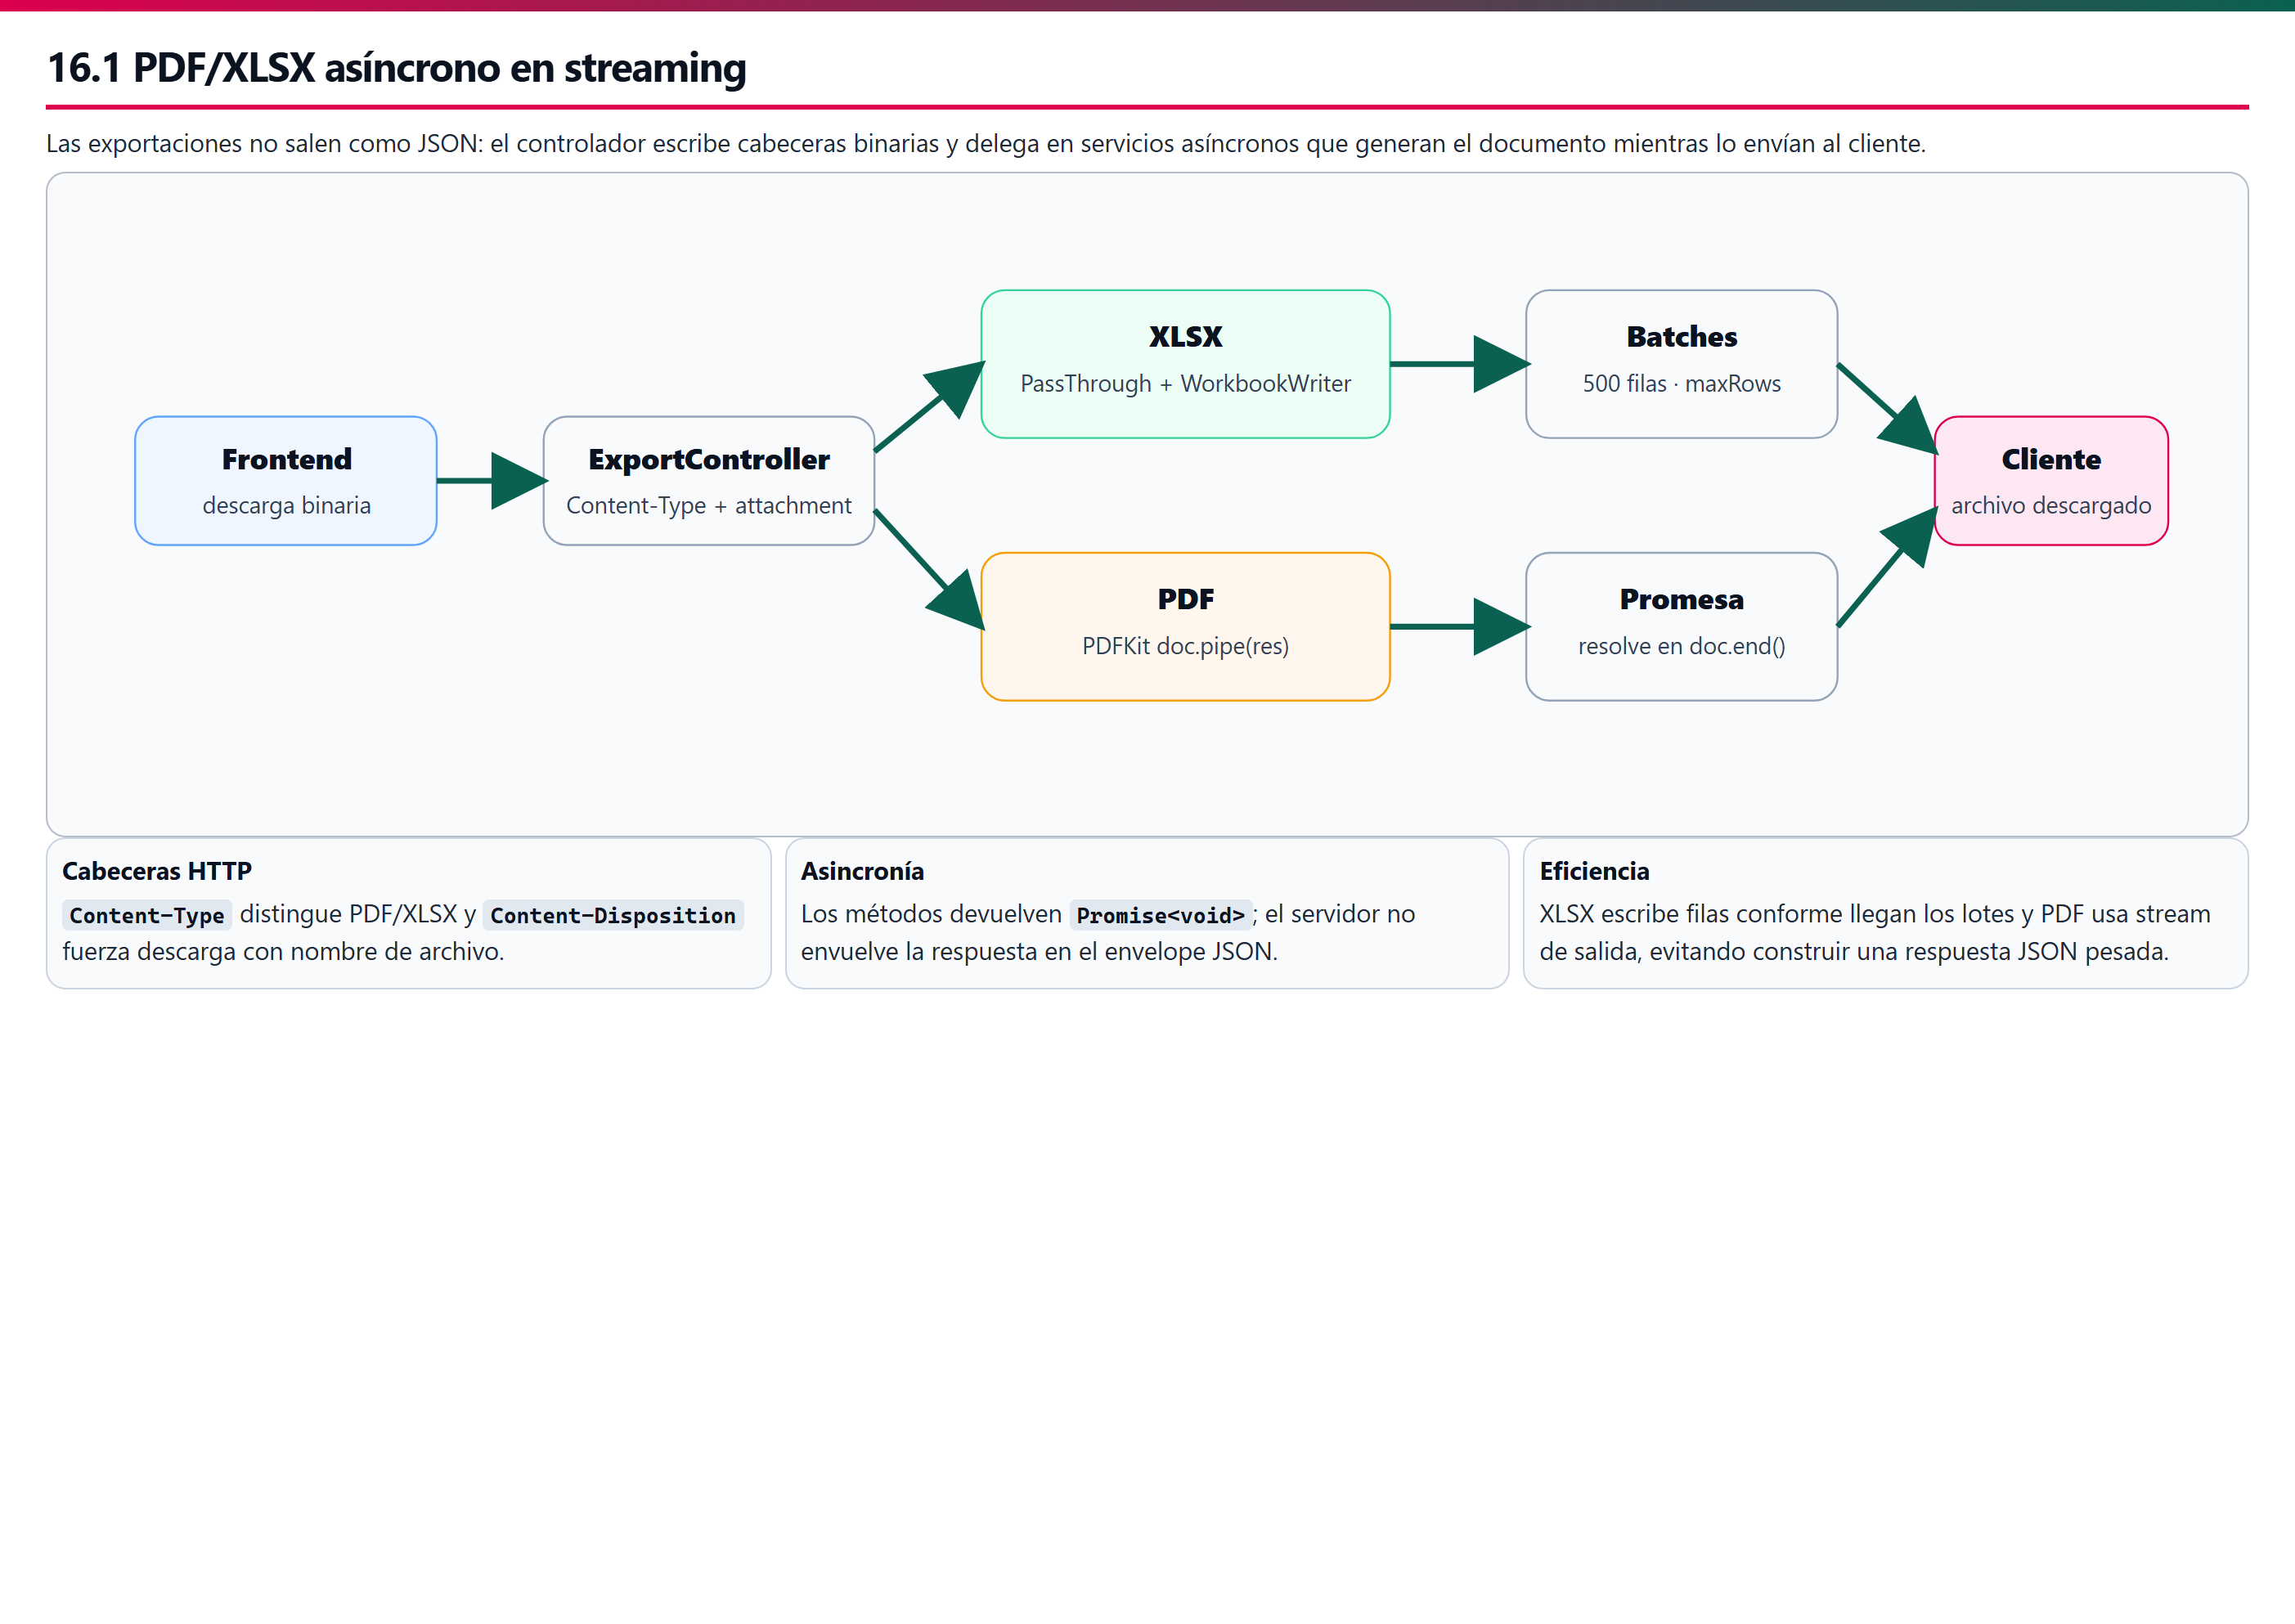 16.1 PDF/XLSX asíncrono en streaming
Las exportaciones no salen como JSON: el controlador escribe cabeceras binarias y delega en servicios asíncronos que generan el documento mientras lo envían al cliente.
Frontend
descarga binaria
ExportController
Content-Type + attachment
XLSX
PassThrough + WorkbookWriter
Batches
500 filas · maxRows
PDF
PDFKit doc.pipe(res)
Promesa
resolve en doc.end()
Cliente
archivo descargado
Cabeceras HTTP
Content-Type distingue PDF/XLSX y Content-Disposition
fuerza descarga con nombre de archivo.
Asincronía
Los métodos devuelven Promise<void>; el servidor no
envuelve la respuesta en el envelope JSON.
Eficiencia
XLSX escribe filas conforme llegan los lotes y PDF usa stream
de salida, evitando construir una respuesta JSON pesada.